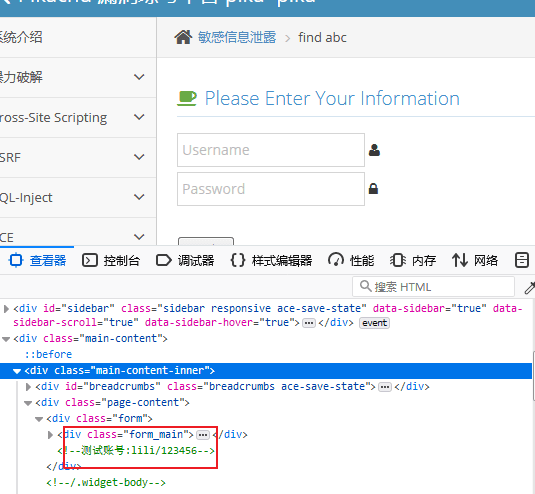 Pikachu 漏洞练习平台 pika~pika~
系统介绍
敏感信息泄露 > find abc
暴力破解
ross-Site Scripting
SRF
QL-Inject
CE
Please Enter Your Information
Username
Password
查看器 控制台 调试器 样式编辑器 性能 内存 网络
搜索 HTML
<div id="sidebar" class="sidebar responsive ace-save-state" data-sidebar="true" data-
sidebar-scroll="true" data-sidebar-hover="true">⋯</div> event
<div class="main-content">
::before
<div class="main-content-inner">
<div id="breadcrumbs" class="breadcrumbs ace-save-state">⋯</div>
<div class="page-content">
<div class="form">
<div class="form_main">⋯</div>
<!--测试账号:lili/123456-->
</div>
<!--/.widget-body-->